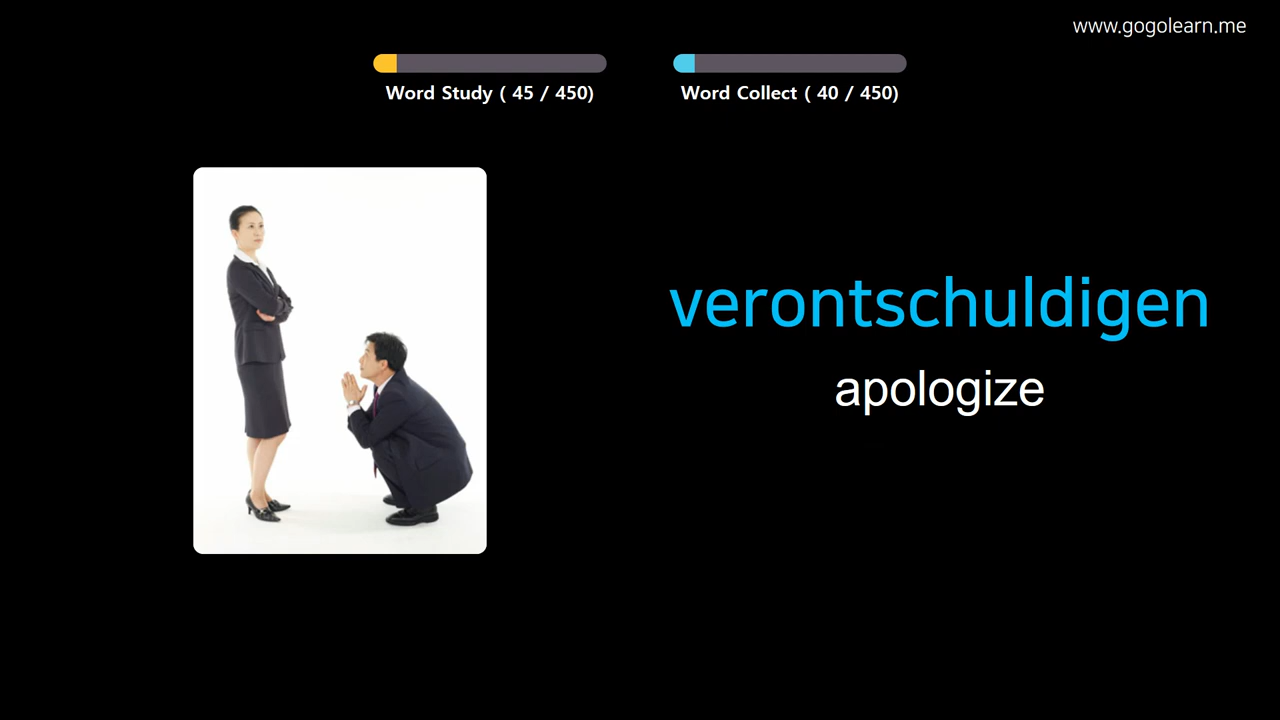 www.gogolearn.me
Word Study ( 45 / 450)
Word Collect ( 40 / 450)
verontschuldigen
apologize